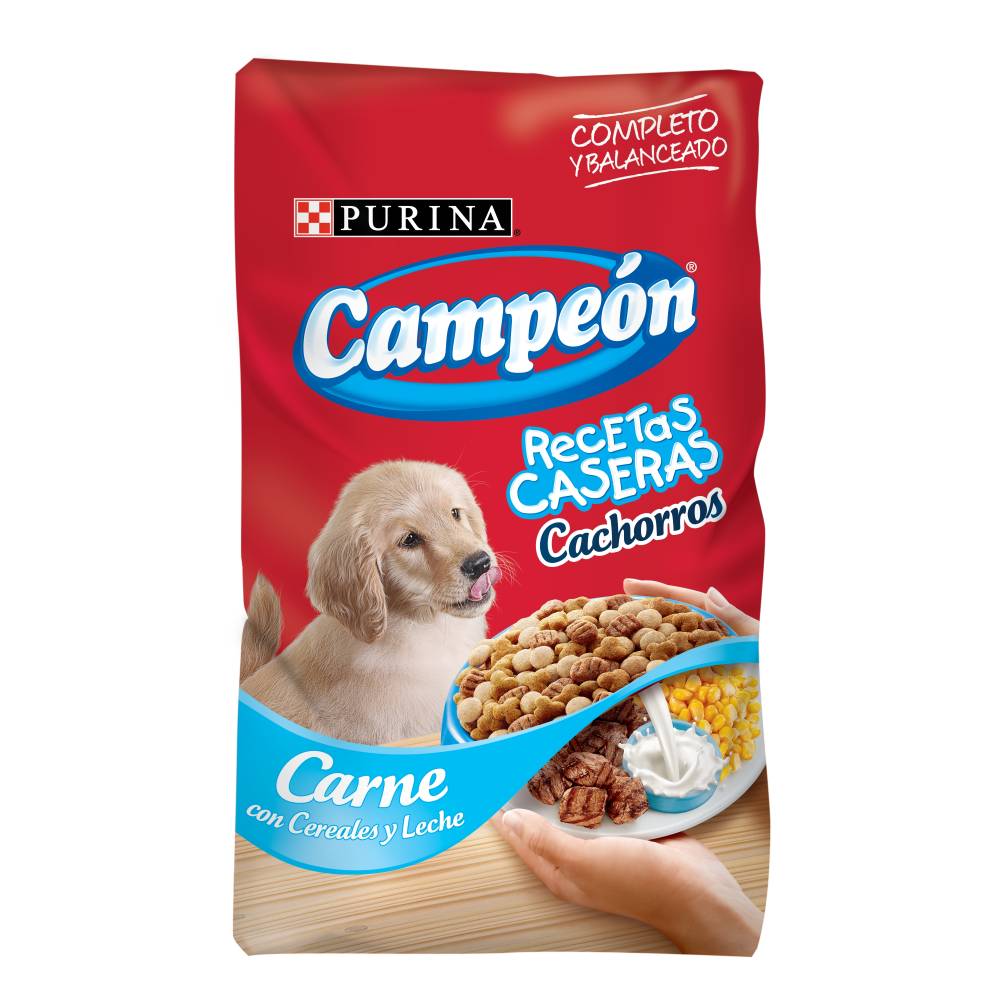 COMPLETO
Y BALANCEADO
PURINA®
Campeón®
RECETAS
CASERAS
Cachorros
Carne
con Cereales y Leche